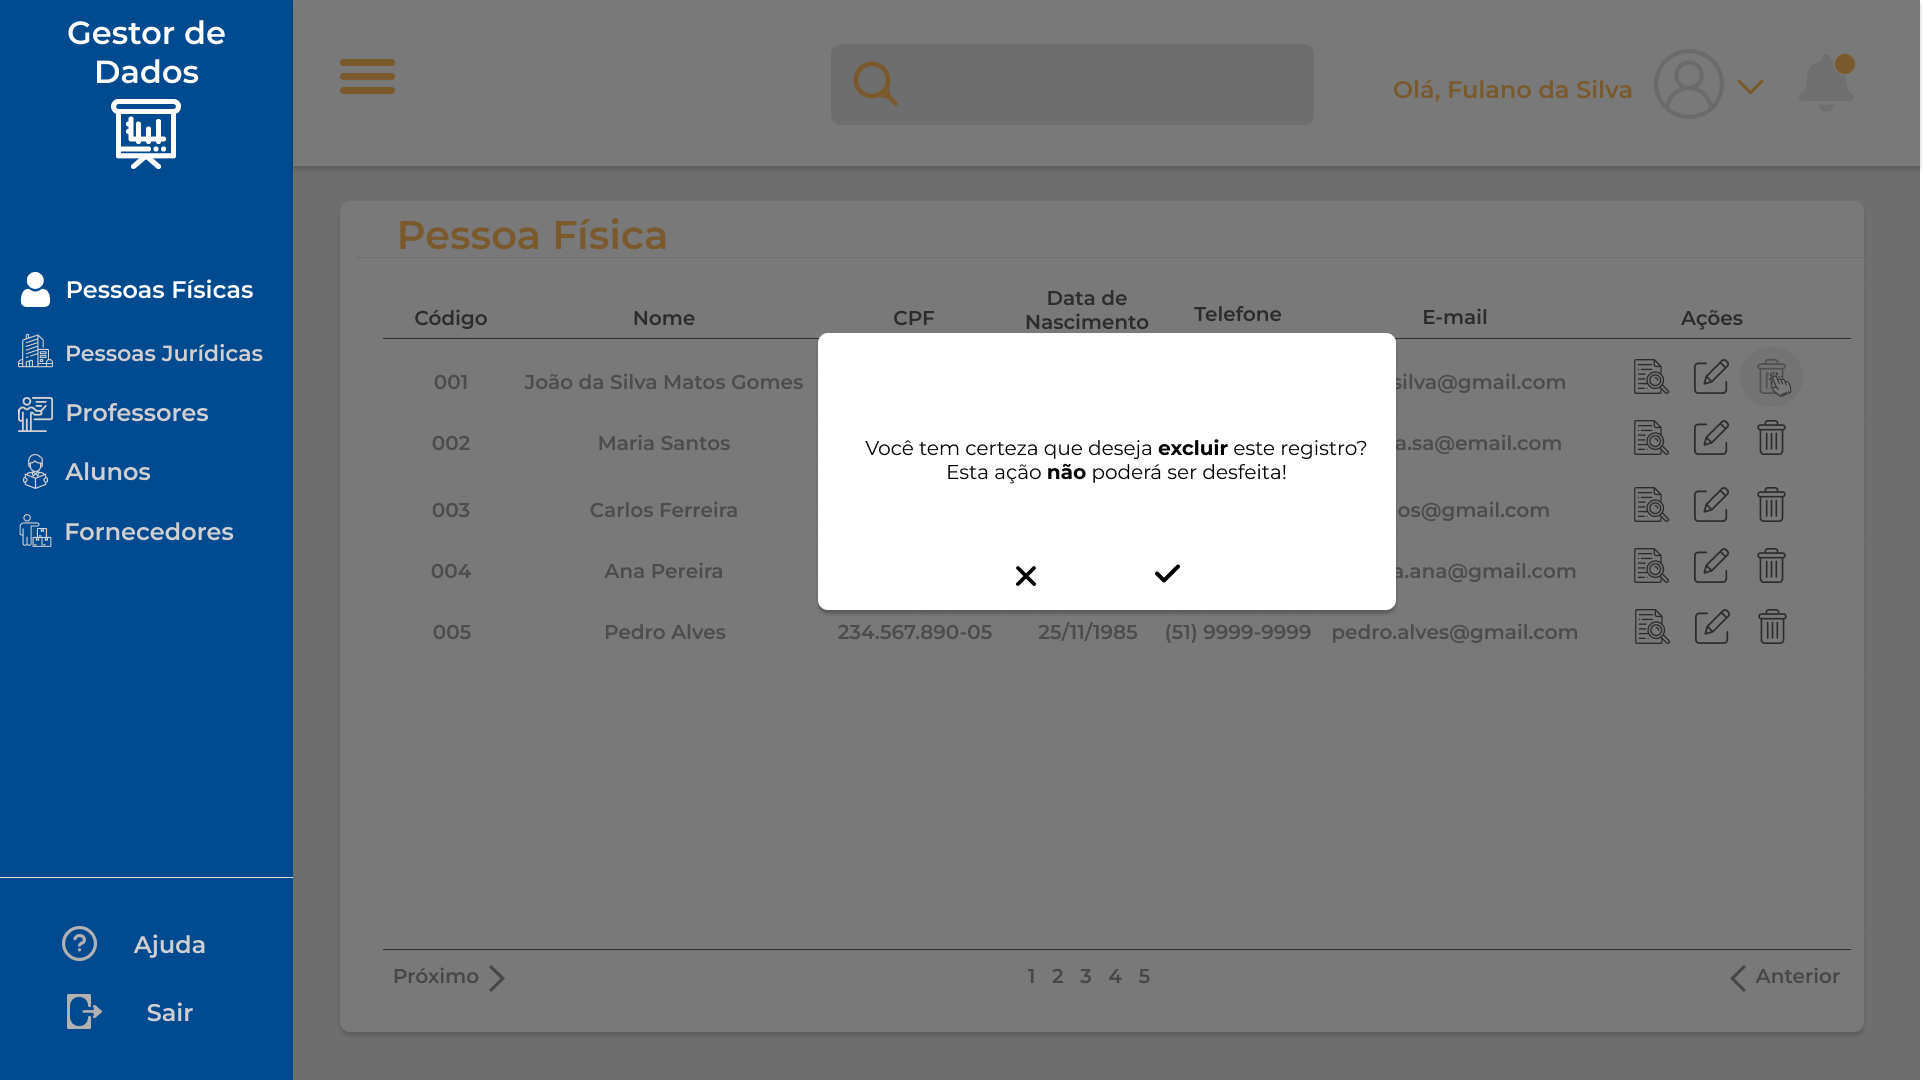 Gestor de
Dados
Pessoas Físicas
Pessoas Jurídicas
Professores
Alunos
Fornecedores
Ajuda
Sair
Olá, Fulano da Silva
Pessoa Física
Código Nome CPF Data de Nascimento Telefone E-mail Ações
001 João da Silva Matos Gomes silva@gmail.com
002 Maria Santos a.sa@email.com
003 Carlos Ferreira os@gmail.com
004 Ana Pereira a.ana@gmail.com
005 Pedro Alves 234.567.890-05 25/11/1985 (51) 9999-9999 pedro.alves@gmail.com
Você tem certeza que deseja excluir este registro?
Esta ação não poderá ser desfeita!
Próximo 1 2 3 4 5 Anterior